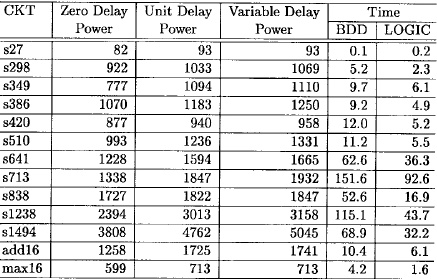 CKT Zero Delay Unit Delay Variable Delay Time
Power Power Power BDD LOGIC
s27 82 93 93 0.1 0.2
s298 922 1033 1069 5.2 2.3
s349 777 1094 1110 9.7 6.1
s386 1070 1183 1250 9.2 4.9
s420 877 940 958 12.0 5.2
s510 993 1236 1331 11.2 5.5
s641 1228 1594 1665 62.6 36.3
s713 1338 1847 1932 151.6 92.6
s838 1727 1822 1847 52.6 16.9
s1238 2394 3013 3158 115.1 43.7
s1494 3808 4762 5045 68.9 32.2
add16 1258 1725 1741 10.4 6.1
max16 599 713 713 4.2 1.6